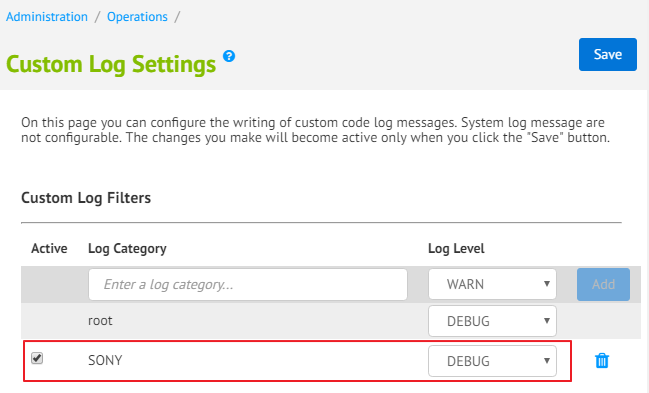 Administration / Operations /
Custom Log Settings ?
Save
On this page you can configure the writing of custom code log messages. System log message are
not configurable. The changes you make will become active only when you click the "Save" button.
Custom Log Filters
Active Log Category Log Level
Enter a log category... WARN Add
root DEBUG
SONY DEBUG